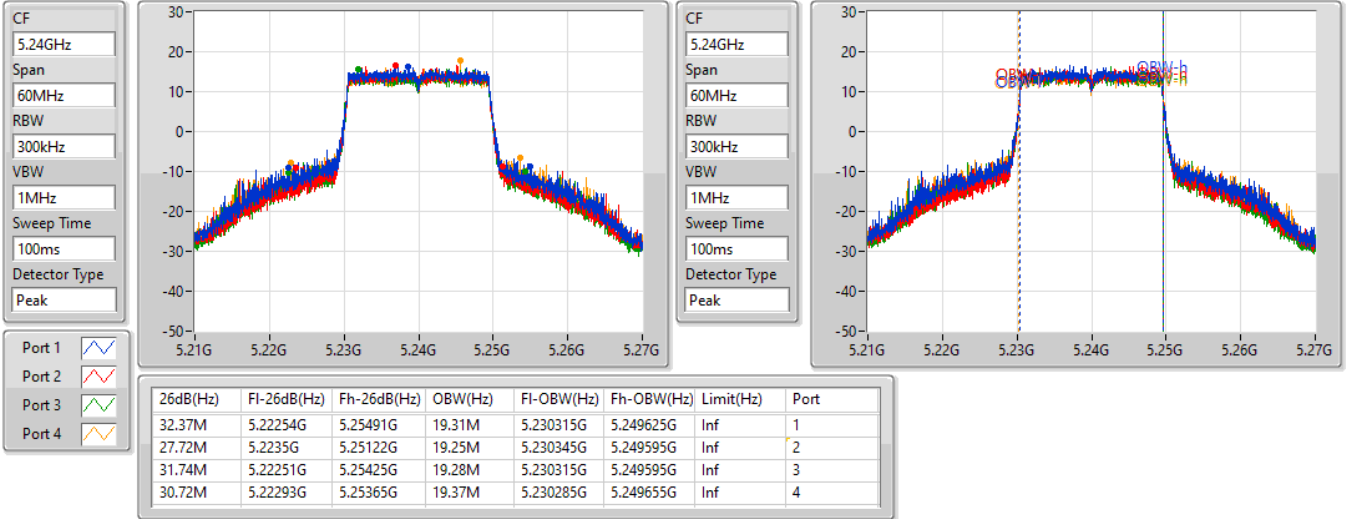 CF
5.24GHz
Span
60MHz
RBW
300kHz
VBW
1MHz
Sweep Time
100ms
Detector Type
Peak
30
20
10
0
-10
-20
-30
-40
-50
5.21G 5.22G 5.23G 5.24G 5.25G 5.26G 5.27G
CF
5.24GHz
Span
60MHz
RBW
300kHz
VBW
1MHz
Sweep Time
100ms
Detector Type
Peak
30
20
10
0
-10
-20
-30
-40
-50
OBW-h
5.21G 5.22G 5.23G 5.24G 5.25G 5.26G 5.27G
Port 1
Port 2
Port 3
Port 4
26dB(Hz) Fl-26dB(Hz) Fh-26dB(Hz) OBW(Hz) Fl-OBW(Hz) Fh-OBW(Hz) Limit(Hz) Port
32.37M 5.22254G 5.25491G 19.31M 5.230315G 5.249625G Inf 1
27.72M 5.2235G 5.25122G 19.25M 5.230345G 5.249595G Inf 2
31.74M 5.22251G 5.25425G 19.28M 5.230315G 5.249595G Inf 3
30.72M 5.22293G 5.25365G 19.37M 5.230285G 5.249655G Inf 4